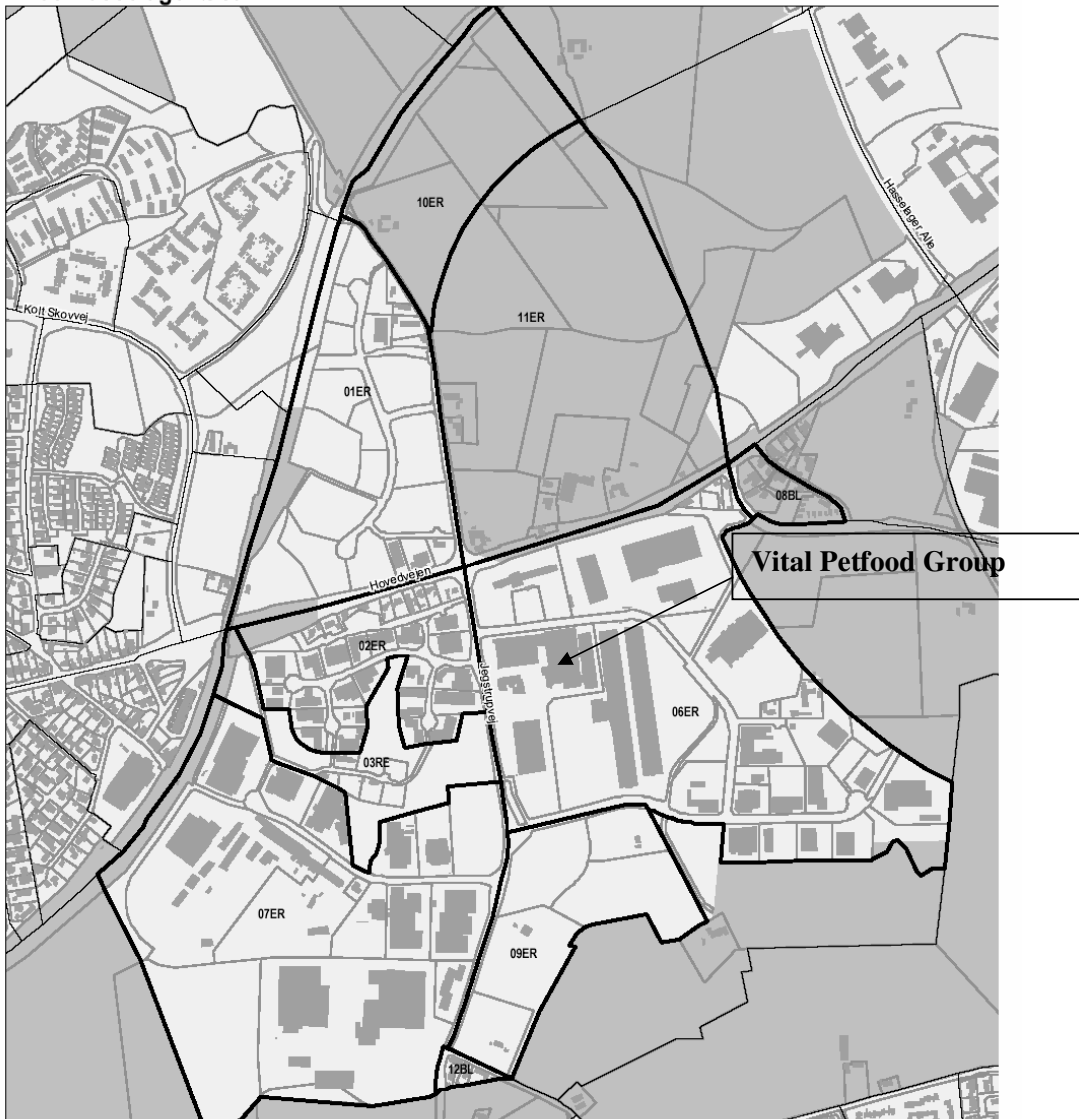 10ER
Hasselager Alle
Kolt Skovvej
11ER
01ER
08BL
Vital Petfood Group
Hovedvejen
02ER
Jegstrupvej
06ER
03RE
07ER
09ER
12BL